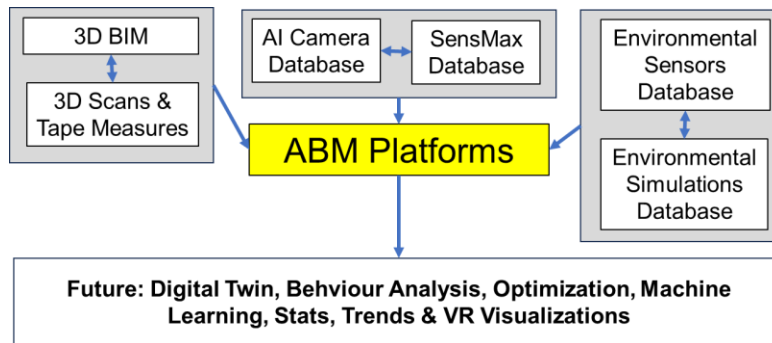 3D BIM
3D Scans &
Tape Measures
AI Camera
Database
SensMax
Database
Environmental
Sensors
Database
Environmental
Simulations
Database
ABM Platforms
Future: Digital Twin, Behviour Analysis, Optimization, Machine
Learning, Stats, Trends & VR Visualizations